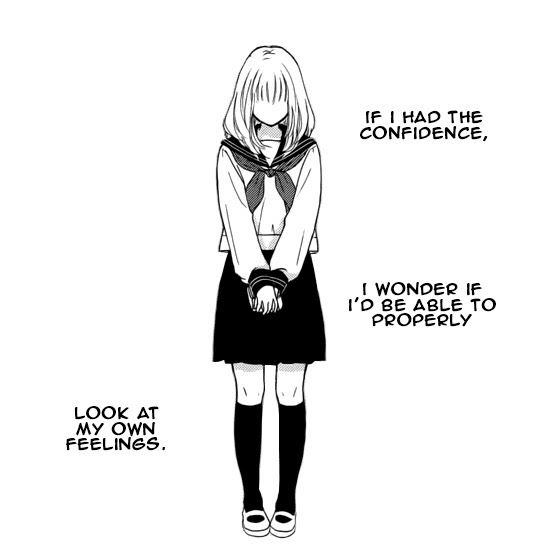 IF I HAD THE
CONFIDENCE,
I WONDER IF
I'D BE ABLE TO
PROPERLY
LOOK AT
MY OWN
FEELINGS.